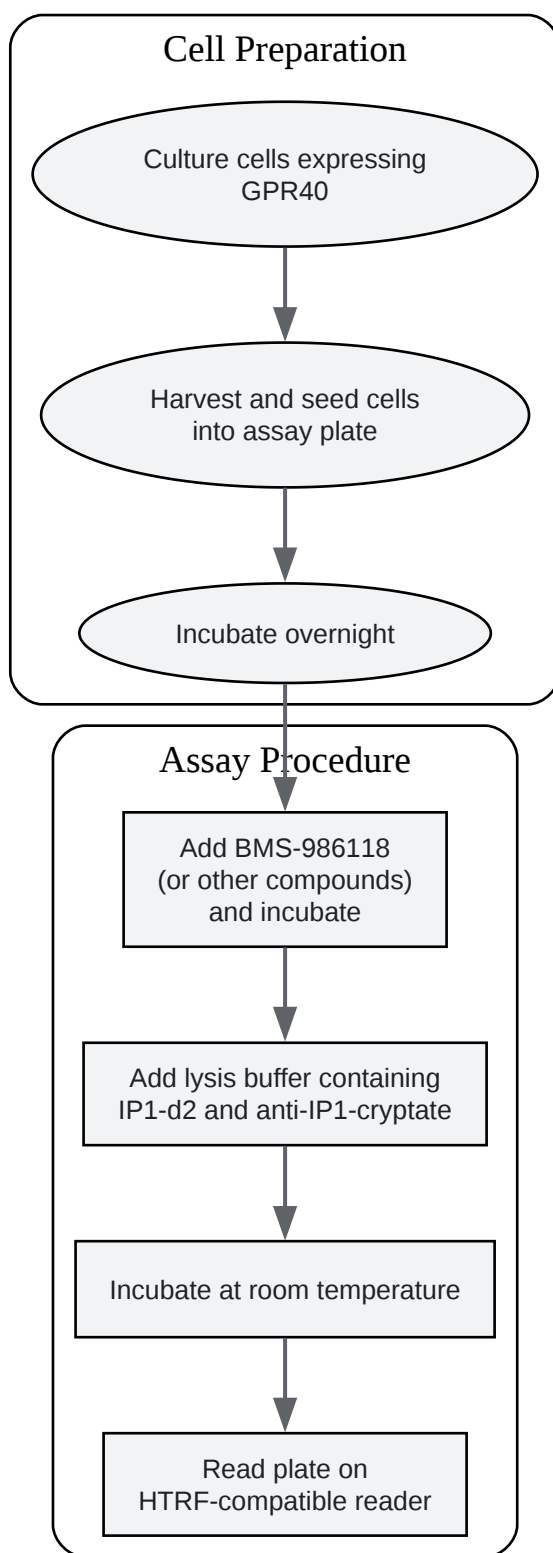 Cell Preparation
Culture cells expressing
GPR40
Harvest and seed cells
into assay plate
Incubate overnight
Assay Procedure
Add BMS-986118
(or other compounds)
and incubate
Add lysis buffer containing
IP1-d2 and anti-IP1-cryptate
Incubate at room temperature
Read plate on
HTRF-compatible reader